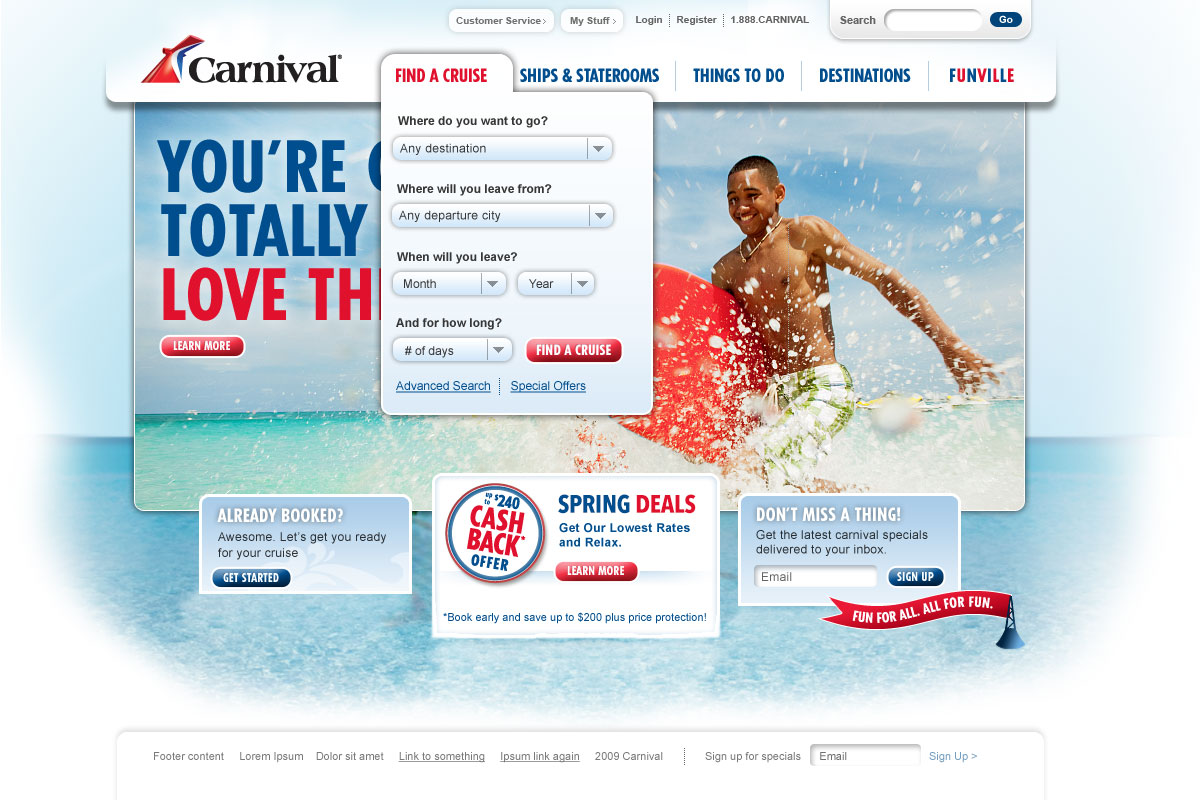 Customer Service ›
My Stuff ›
Login
Register
1.888.CARNIVAL
Search
Go
Carnival
FIND A CRUISE
SHIPS & STATEROOMS
THINGS TO DO
DESTINATIONS
FUNVILLE
YOU'RE
TOTALLY
LOVE
LEARN MORE
Where do you want to go?
Any destination
Where will you leave from?
Any departure city
When will you leave?
Month
Year
And for how long?
# of days
FIND A CRUISE
Advanced Search
Special Offers
ALREADY BOOKED?
Awesome. Let's get you ready
for your cruise
GET STARTED
up to $240
CASH
BACK*
OFFER
SPRING DEALS
Get Our Lowest Rates
and Relax.
LEARN MORE
*Book early and save up to $200 plus price protection!
DON'T MISS A THING!
Get the latest carnival specials
delivered to your inbox.
Email
SIGN UP
FUN FOR ALL. ALL FOR FUN.
Footer content
Lorem Ipsum
Dolor sit amet
Link to something
Ipsum link again
2009 Carnival
Sign up for specials
Email
Sign Up >